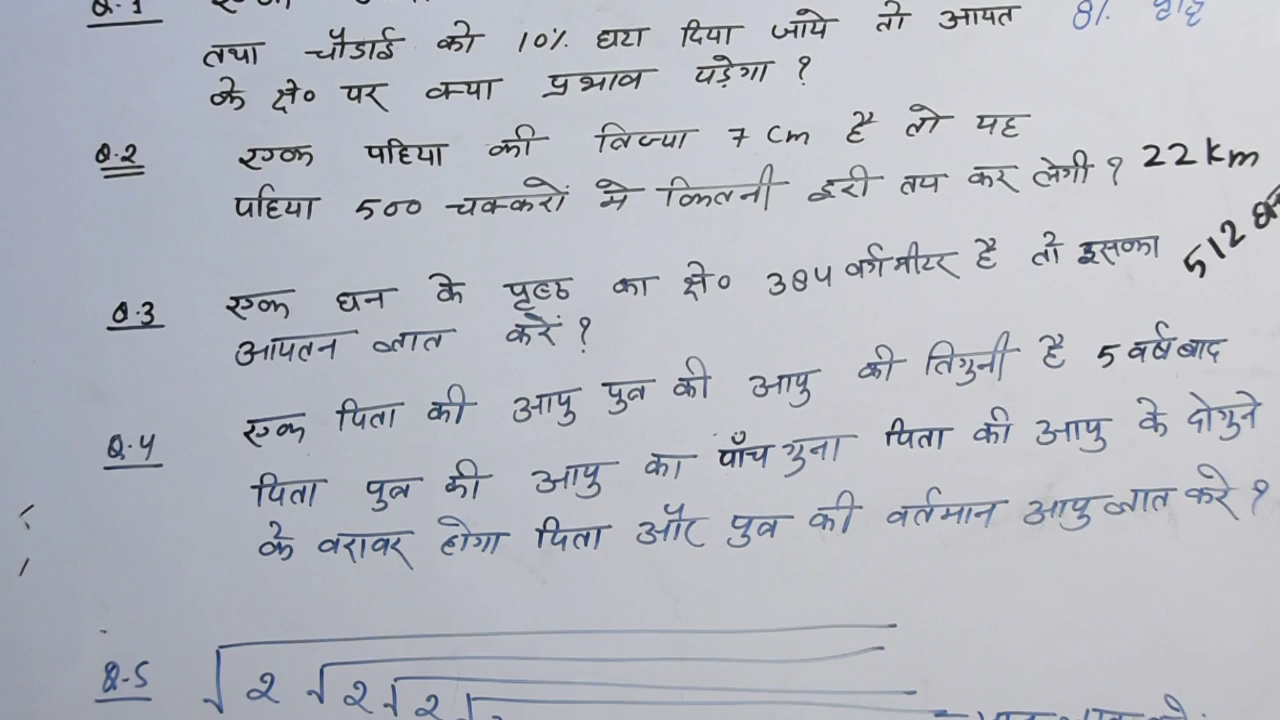 Q.1
तथा चौडाई को 10% घटा दिया जाये तो आयत 8%
के क्षे० पर क्या प्रभाव पड़ेगा ?
Q.2 एक पहिया की त्रिज्या 7 cm है तो यह
पहिया 500 चक्करों मे कितनी दूरी तय कर लेगी ? 22 km
Q.3 एक घन के पृष्ठ का क्षे० 384 वर्ग मीटर है तो इसका 512
आयतन ज्ञात करें ?
Q.4 एक पिता की आयु पुत्र की आयु की तिगुनी है 5 वर्ष बाद
पिता पुत्र की आयु का पाँच गुना पिता की आयु के दोगुने
के बराबर होगा पिता और पुत्र की वर्तमान आयु ज्ञात करे ?
Q.5 √2√2√2√